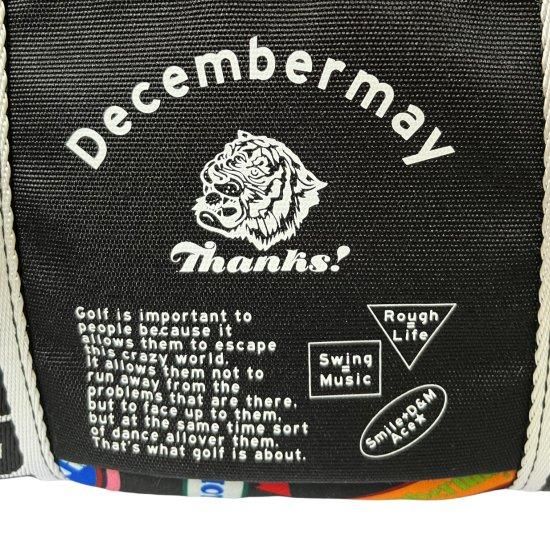 Decembermay
Thanks!
Golf is important to
people because it
allows them to escape
this crazy world.
It allows them not to
run away from the
problems that are there,
but to face up to them,
but at the same time sort
of dance allover them.
That's what golf is about.
Rough
=
Life
Swing
=
Music
Smile+D&M
Ace★